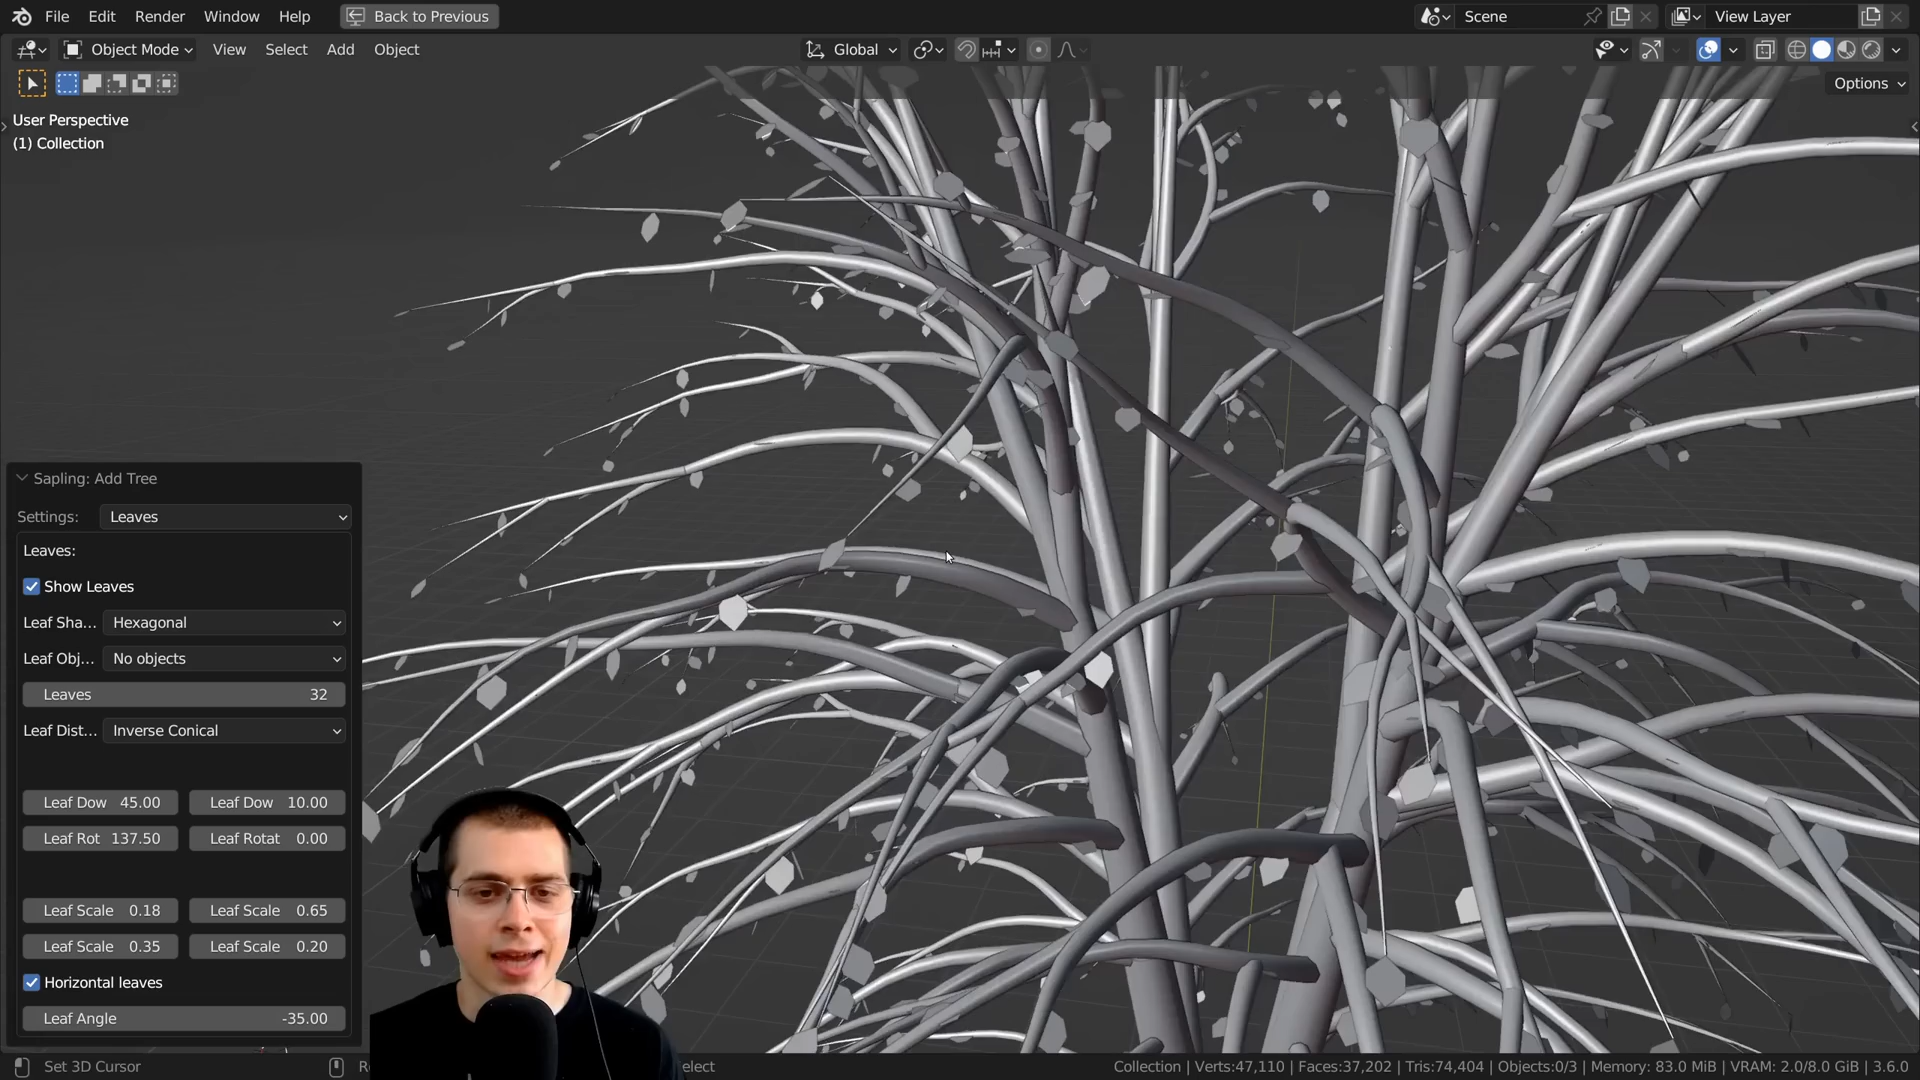 File Edit Render Window Help Back to Previous Scene View Layer
Object Mode View Select Add Object Global
Options
User Perspective
(1) Collection
Sapling: Add Tree
Settings: Leaves
Leaves:
Show Leaves
Leaf Sha... Hexagonal
Leaf Obj... No objects
Leaves 32
Leaf Dist... Inverse Conical
Leaf Dow 45.00 Leaf Dow 10.00
Leaf Rot 137.50 Leaf Rotat 0.00
Leaf Scale 0.18 Leaf Scale 0.65
Leaf Scale 0.35 Leaf Scale 0.20
Horizontal leaves
Leaf Angle -35.00
Set 3D Cursor elect Collection | Verts:47,110 | Faces:37,202 | Tris:74,404 | Objects:0/3 | Memory: 83.0 MiB | VRAM: 2.0/8.0 GiB | 3.6.0